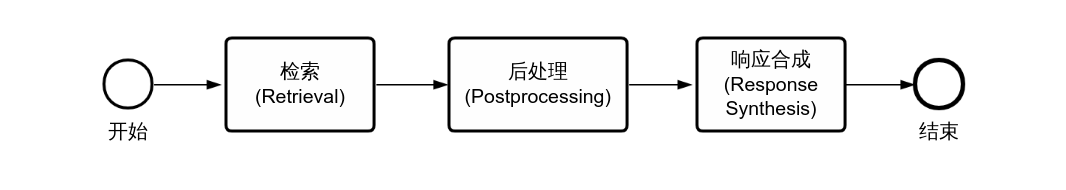 开始
检索
(Retrieval)
后处理
(Postprocessing)
响应合成
(Response
Synthesis)
结束